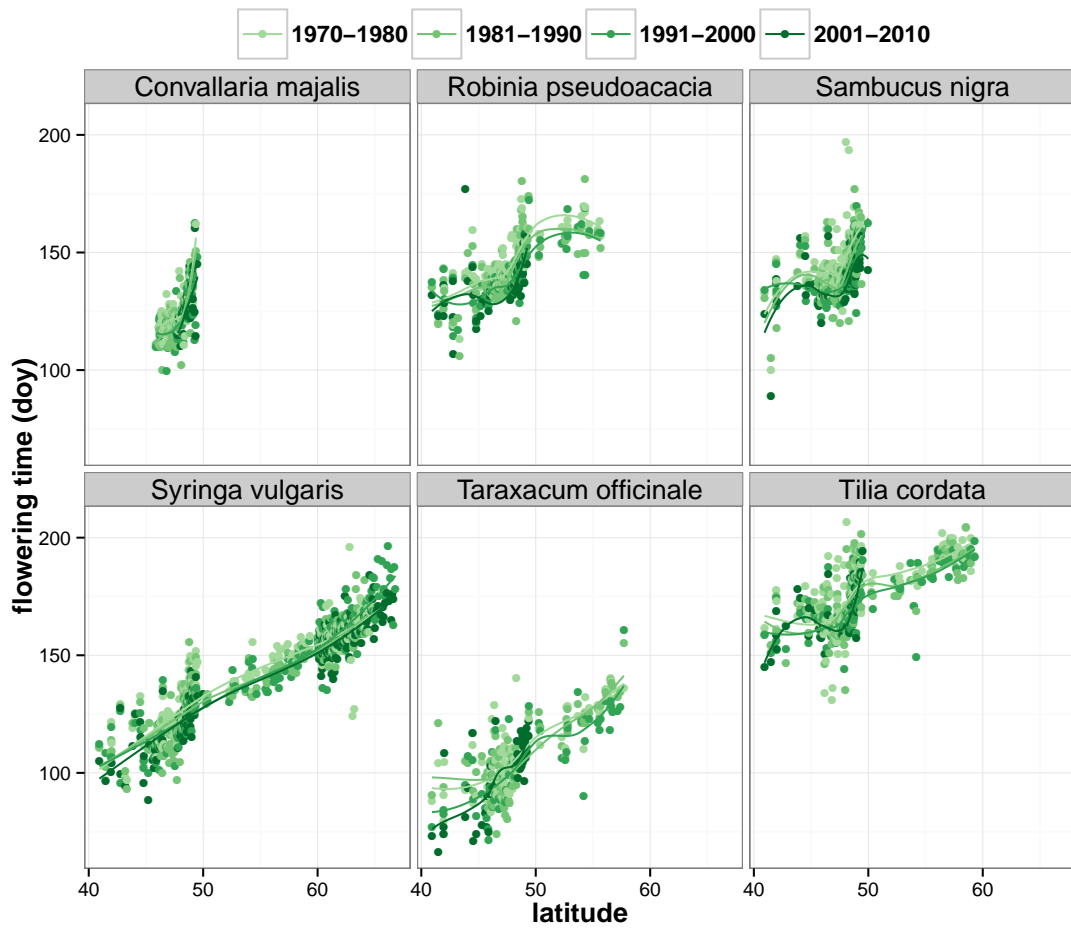 1970–1980 1981–1990 1991–2000 2001–2010
Convallaria majalis Robinia pseudoacacia Sambucus nigra
200
150
100
Syringa vulgaris Taraxacum officinale Tilia cordata
200
150
100
40 50 60 40 50 60 40 50 60
latitude
flowering time (doy)